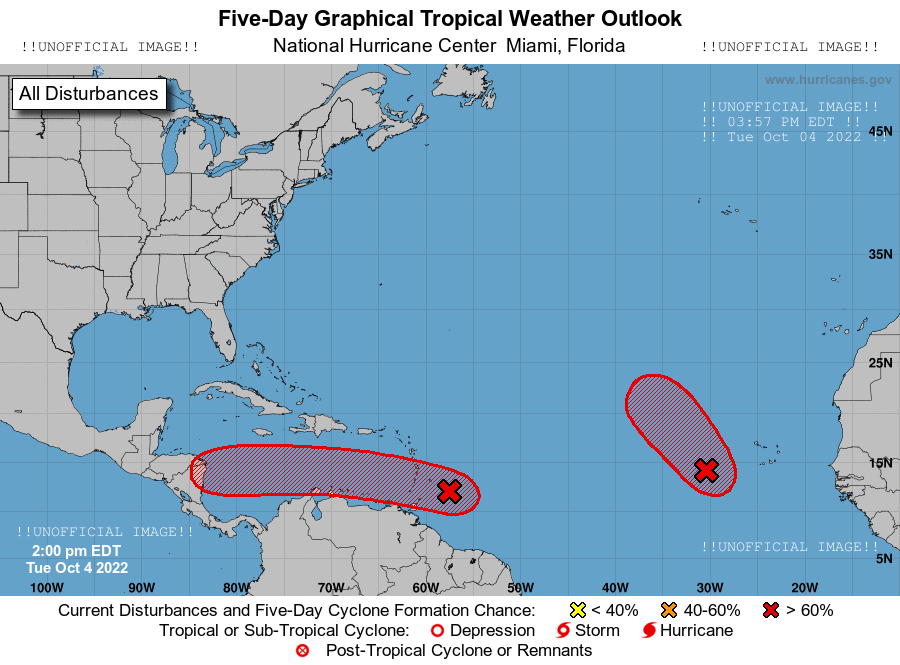 Five-Day Graphical Tropical Weather Outlook
!!UNOFFICIAL IMAGE!! National Hurricane Center Miami, Florida !!UNOFFICIAL IMAGE!!
www.hurricanes.gov
All Disturbances
!!UNOFFICIAL IMAGE!!
!! 03:57 PM EDT !!
!! Tue Oct 04 2022 !!
45N
35N
25N
15N
!!UNOFFICIAL IMAGE!!
2:00 pm EDT
!!UNOFFICIAL IMAGE!!
5N
Tue Oct 4 2022
100W 90W 80W 70W 60W 50W 40W 30W 20W
Current Disturbances and Five-Day Cyclone Formation Chance: < 40% 40-60% > 60%
Tropical or Sub-Tropical Cyclone: Depression Storm Hurricane
Post-Tropical Cyclone or Remnants